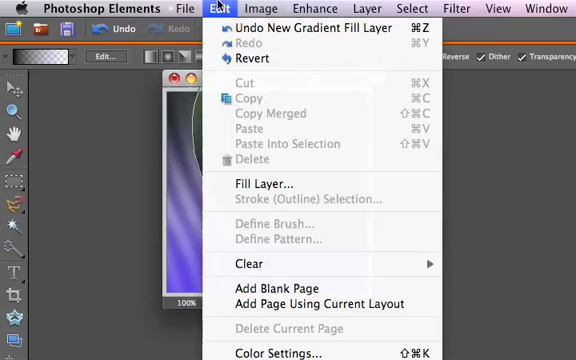 Photoshop Elements File Edit Image Enhance Layer Select Filter View Window
Undo
Edit... Reverse Dither Transparency
Undo New Gradient Fill Layer ⌘Z
Redo ⌘Y
Revert
Cut ⌘X
Copy ⌘C
Copy Merged ⇧⌘C
Paste ⌘V
Paste Into Selection ⇧⌘V
Delete
Fill Layer...
Stroke (Outline) Selection...
Define Brush...
Define Pattern...
Clear
Add Blank Page
Add Page Using Current Layout
100%
Delete Current Page
Color Settings... ⇧⌘K
T